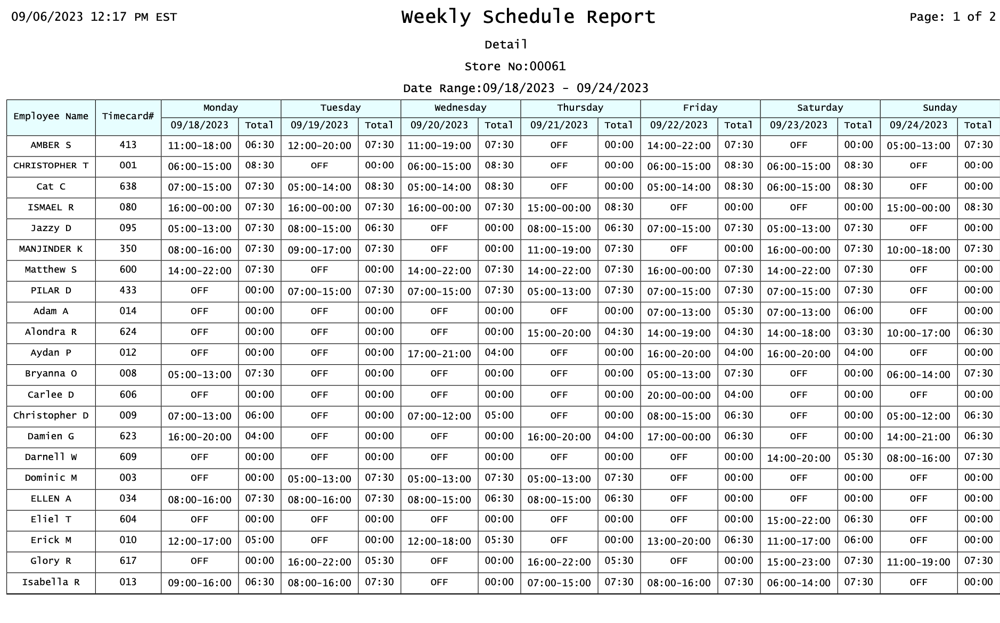 09/06/2023 12:17 PM EST Weekly Schedule Report Page: 1 of 2
Detail
Store No:00061
Date Range:09/18/2023 - 09/24/2023
Employee Name Timecard# Monday Tuesday Wednesday Thursday Friday Saturday Sunday
09/18/2023 Total 09/19/2023 Total 09/20/2023 Total 09/21/2023 Total 09/22/2023 Total 09/23/2023 Total 09/24/2023 Total
AMBER S 413 11:00-18:00 06:30 12:00-20:00 07:30 11:00-19:00 07:30 OFF 00:00 14:00-22:00 07:30 OFF 00:00 05:00-13:00 07:30
CHRISTOPHER T 001 06:00-15:00 08:30 OFF 00:00 06:00-15:00 08:30 OFF 00:00 06:00-15:00 08:30 06:00-15:00 08:30 OFF 00:00
Cat C 638 07:00-15:00 07:30 05:00-14:00 08:30 05:00-14:00 08:30 OFF 00:00 05:00-14:00 08:30 06:00-15:00 08:30 OFF 00:00
ISMAEL R 080 16:00-00:00 07:30 16:00-00:00 07:30 16:00-00:00 07:30 15:00-00:00 08:30 OFF 00:00 OFF 00:00 15:00-00:00 08:30
Jazzy D 095 05:00-13:00 07:30 08:00-15:00 06:30 OFF 00:00 08:00-15:00 06:30 07:00-15:00 07:30 05:00-13:00 07:30 OFF 00:00
MANJINDER K 350 08:00-16:00 07:30 09:00-17:00 07:30 OFF 00:00 11:00-19:00 07:30 OFF 00:00 16:00-00:00 07:30 10:00-18:00 07:30
Matthew S 600 14:00-22:00 07:30 OFF 00:00 14:00-22:00 07:30 14:00-22:00 07:30 16:00-00:00 07:30 14:00-22:00 07:30 OFF 00:00
PILAR D 433 OFF 00:00 07:00-15:00 07:30 07:00-15:00 07:30 05:00-13:00 07:30 07:00-15:00 07:30 07:00-15:00 07:30 OFF 00:00
Adam A 014 OFF 00:00 OFF 00:00 OFF 00:00 OFF 00:00 07:00-13:00 05:30 07:00-13:00 06:00 OFF 00:00
Alondra R 624 OFF 00:00 OFF 00:00 OFF 00:00 15:00-20:00 04:30 14:00-19:00 04:30 14:00-18:00 03:30 10:00-17:00 06:30
Aydan P 012 OFF 00:00 OFF 00:00 17:00-21:00 04:00 OFF 00:00 16:00-20:00 04:00 16:00-20:00 04:00 OFF 00:00
Bryanna O 008 05:00-13:00 07:30 OFF 00:00 OFF 00:00 OFF 00:00 05:00-13:00 07:30 OFF 00:00 06:00-14:00 07:30
Carlee D 606 OFF 00:00 OFF 00:00 OFF 00:00 OFF 00:00 20:00-00:00 04:00 OFF 00:00 OFF 00:00
Christopher D 009 07:00-13:00 06:00 OFF 00:00 07:00-12:00 05:00 OFF 00:00 08:00-15:00 06:30 OFF 00:00 05:00-12:00 06:30
Damien G 623 16:00-20:00 04:00 OFF 00:00 OFF 00:00 16:00-20:00 04:00 17:00-00:00 06:30 OFF 00:00 14:00-21:00 06:30
Darnell W 609 OFF 00:00 OFF 00:00 OFF 00:00 OFF 00:00 OFF 00:00 14:00-20:00 05:30 08:00-16:00 07:30
Dominic M 003 OFF 00:00 05:00-13:00 07:30 05:00-13:00 07:30 05:00-13:00 07:30 OFF 00:00 OFF 00:00 OFF 00:00
ELLEN A 034 08:00-16:00 07:30 08:00-16:00 07:30 08:00-15:00 06:30 08:00-15:00 06:30 OFF 00:00 OFF 00:00 OFF 00:00
Eliel T 604 OFF 00:00 OFF 00:00 OFF 00:00 OFF 00:00 OFF 00:00 15:00-22:00 06:30 OFF 00:00
Erick M 010 12:00-17:00 05:00 OFF 00:00 12:00-18:00 05:30 OFF 00:00 13:00-20:00 06:30 11:00-17:00 06:00 OFF 00:00
Glory R 617 OFF 00:00 16:00-22:00 05:30 OFF 00:00 16:00-22:00 05:30 OFF 00:00 15:00-23:00 07:30 11:00-19:00 07:30
Isabella R 013 09:00-16:00 06:30 08:00-16:00 07:30 OFF 00:00 07:00-15:00 07:30 08:00-16:00 07:30 06:00-14:00 07:30 OFF 00:00